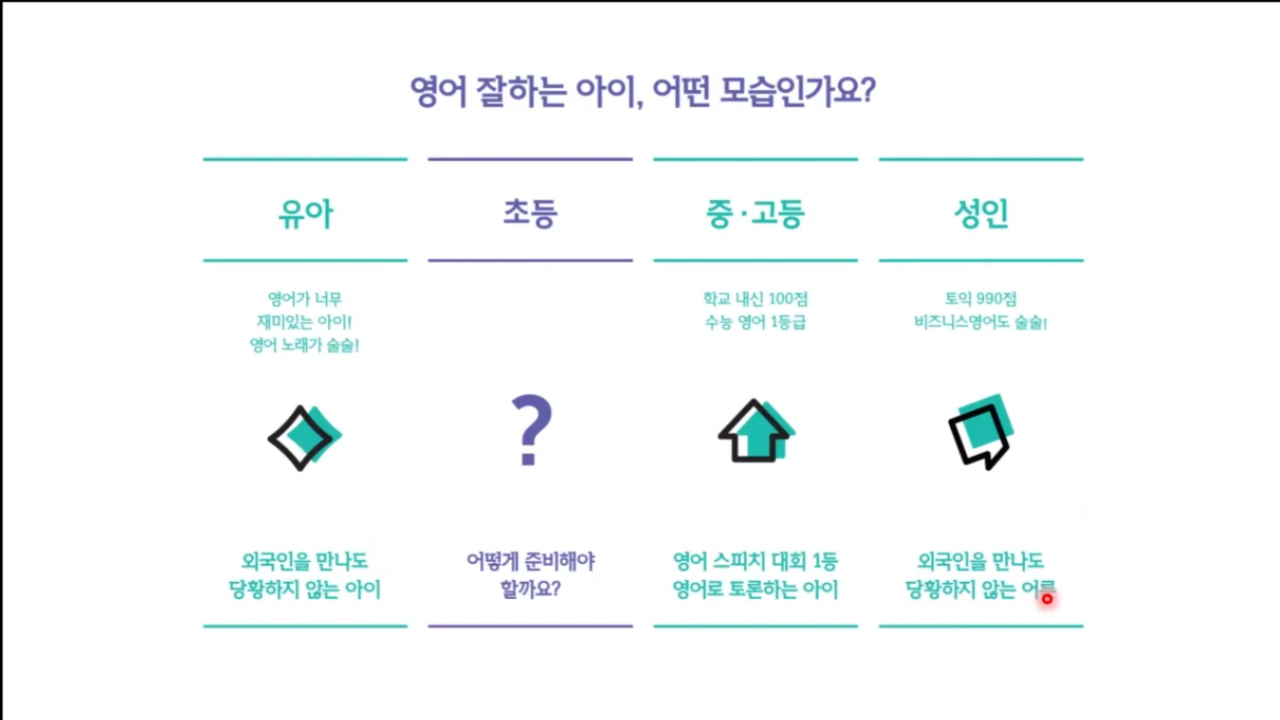 영어 잘하는 아이, 어떤 모습인가요?
유아
영어가 너무
재미있는 아이!
영어 노래가 술술!
외국인을 만나도
당황하지 않는 아이
초등
?
어떻게 준비해야
할까요?
중·고등
학교 내신 100점
수능 영어 1등급
영어 스피치 대회 1등
영어로 토론하는 아이
성인
토익 990점
비즈니스영어도 술술!
외국인을 만나도
당황하지 않는 어른